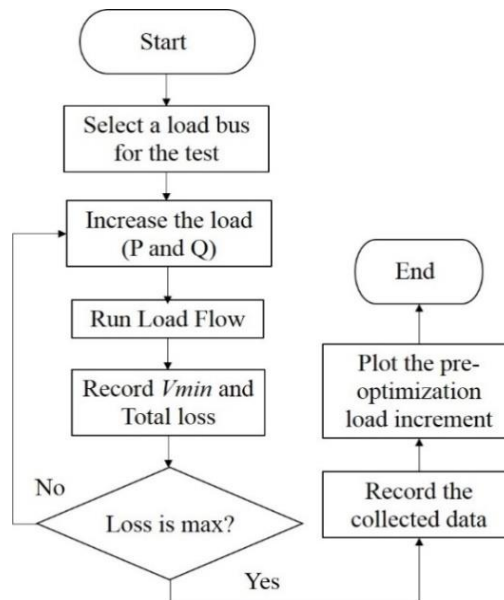 Start
Select a load bus
for the test
Increase the load
(P and Q)
Run Load Flow
Record Vmin and
Total loss
No
Loss is max?
Yes
Record the
collected data
Plot the pre-
optimization
load increment
End